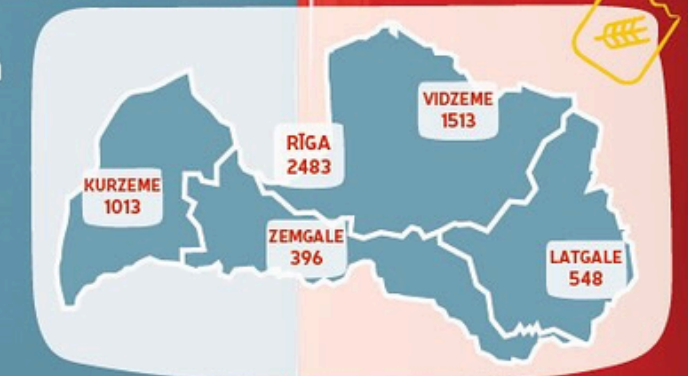 VIDZEME
1513
RĪGA
2483
KURZEME
1013
ZEMGALE
396
LATGALE
548